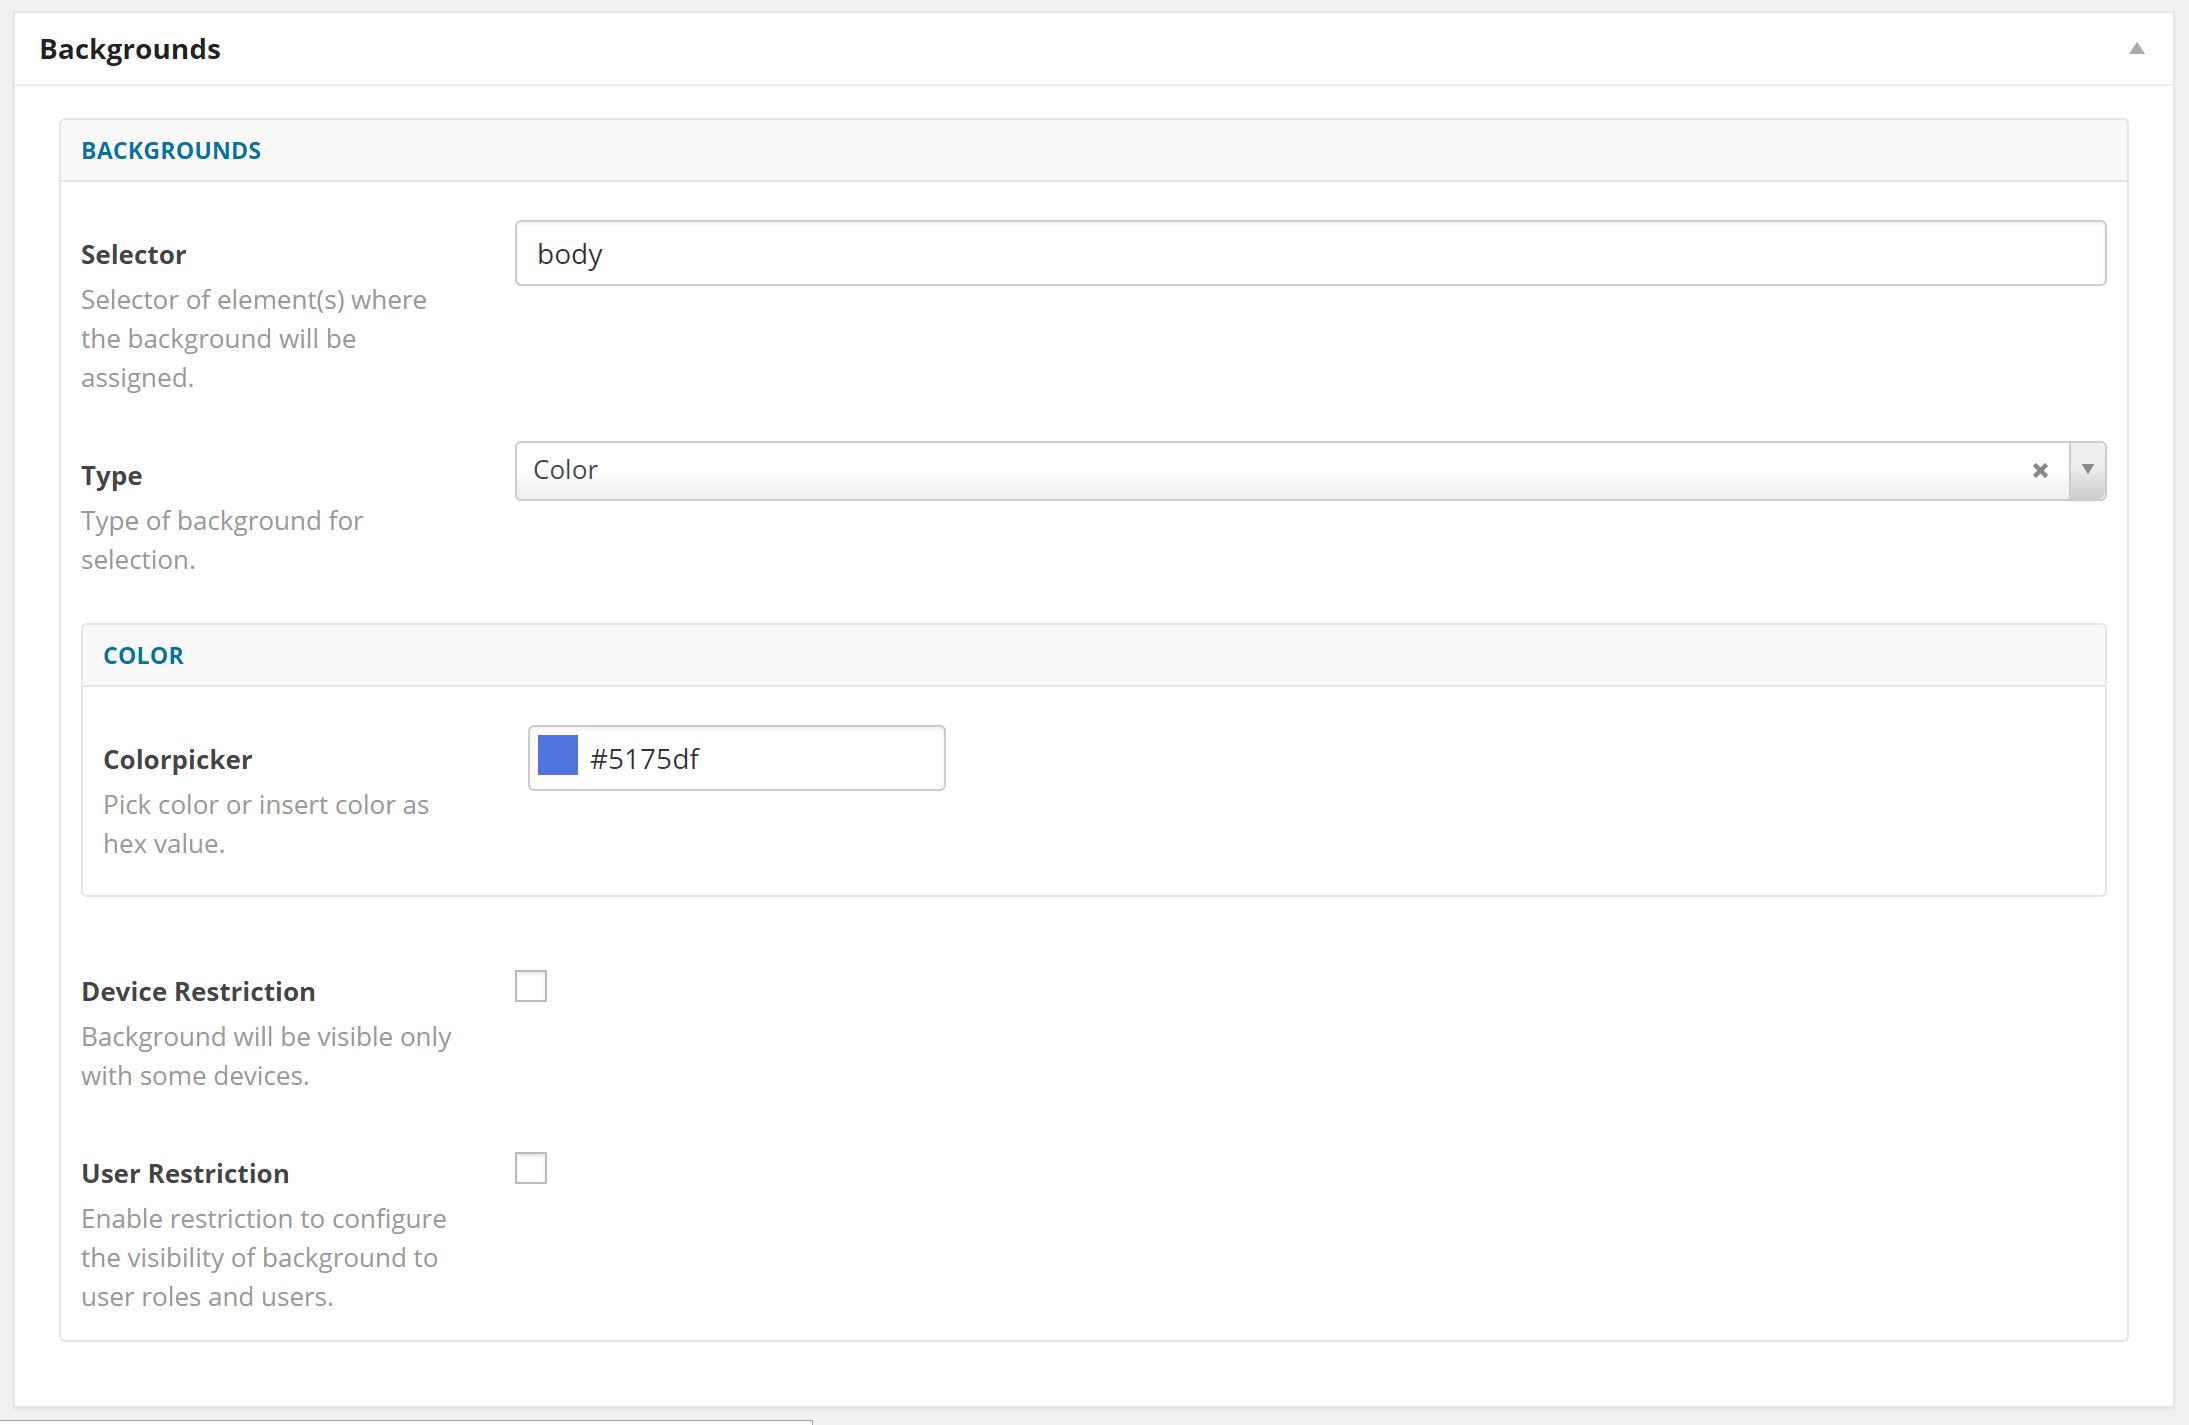 Backgrounds
BACKGROUNDS
Selector
body
Selector of element(s) where
the background will be
assigned.
Type
Color
Type of background for
selection.
COLOR
Colorpicker
#5175df
Pick color or insert color as
hex value.
Device Restriction
Background will be visible only
with some devices.
User Restriction
Enable restriction to configure
the visibility of background to
user roles and users.